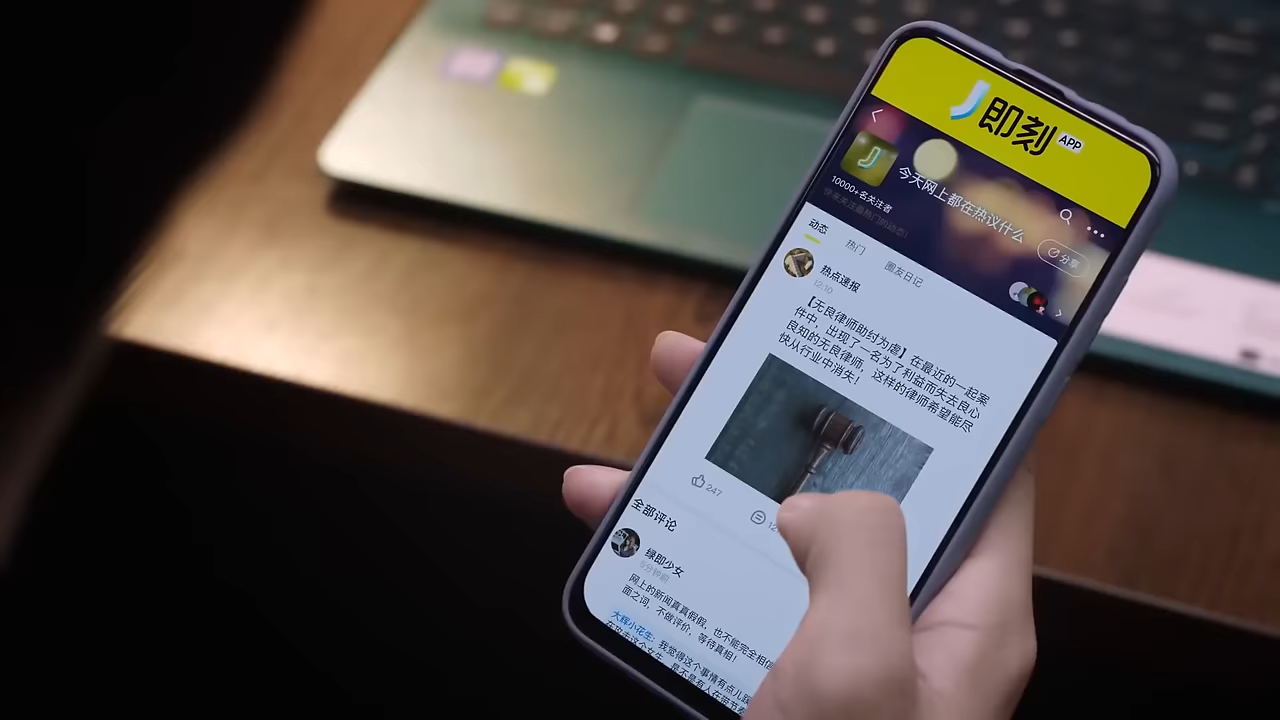 即刻 APP
今天网上都在热议什么
10000+名关注者
分享
动态 热门 圈友日记
热点速报
12:10
【无良律师助纣为虐】在最近的一起案
件中,出现了一名为了利益而失去良心
良知的无良律师,这样的律师希望能尽
快从行业中消失!
247
全部评论
绿即少女
网上的新闻真真假假,也不能完全相信
面之词,不做评价,等待真相!
大辉小花生:我觉得这个事情有点儿